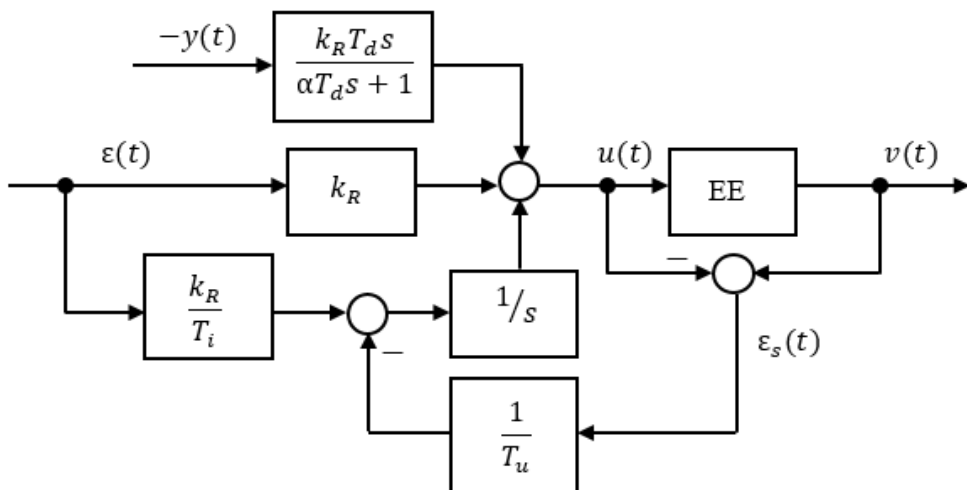 −y(t)
k_R T_d s
αT_d s + 1
ε(t)
k_R
u(t)
EE
v(t)
−
k_R
T_i
−
1/s
ε_s(t)
1
T_u